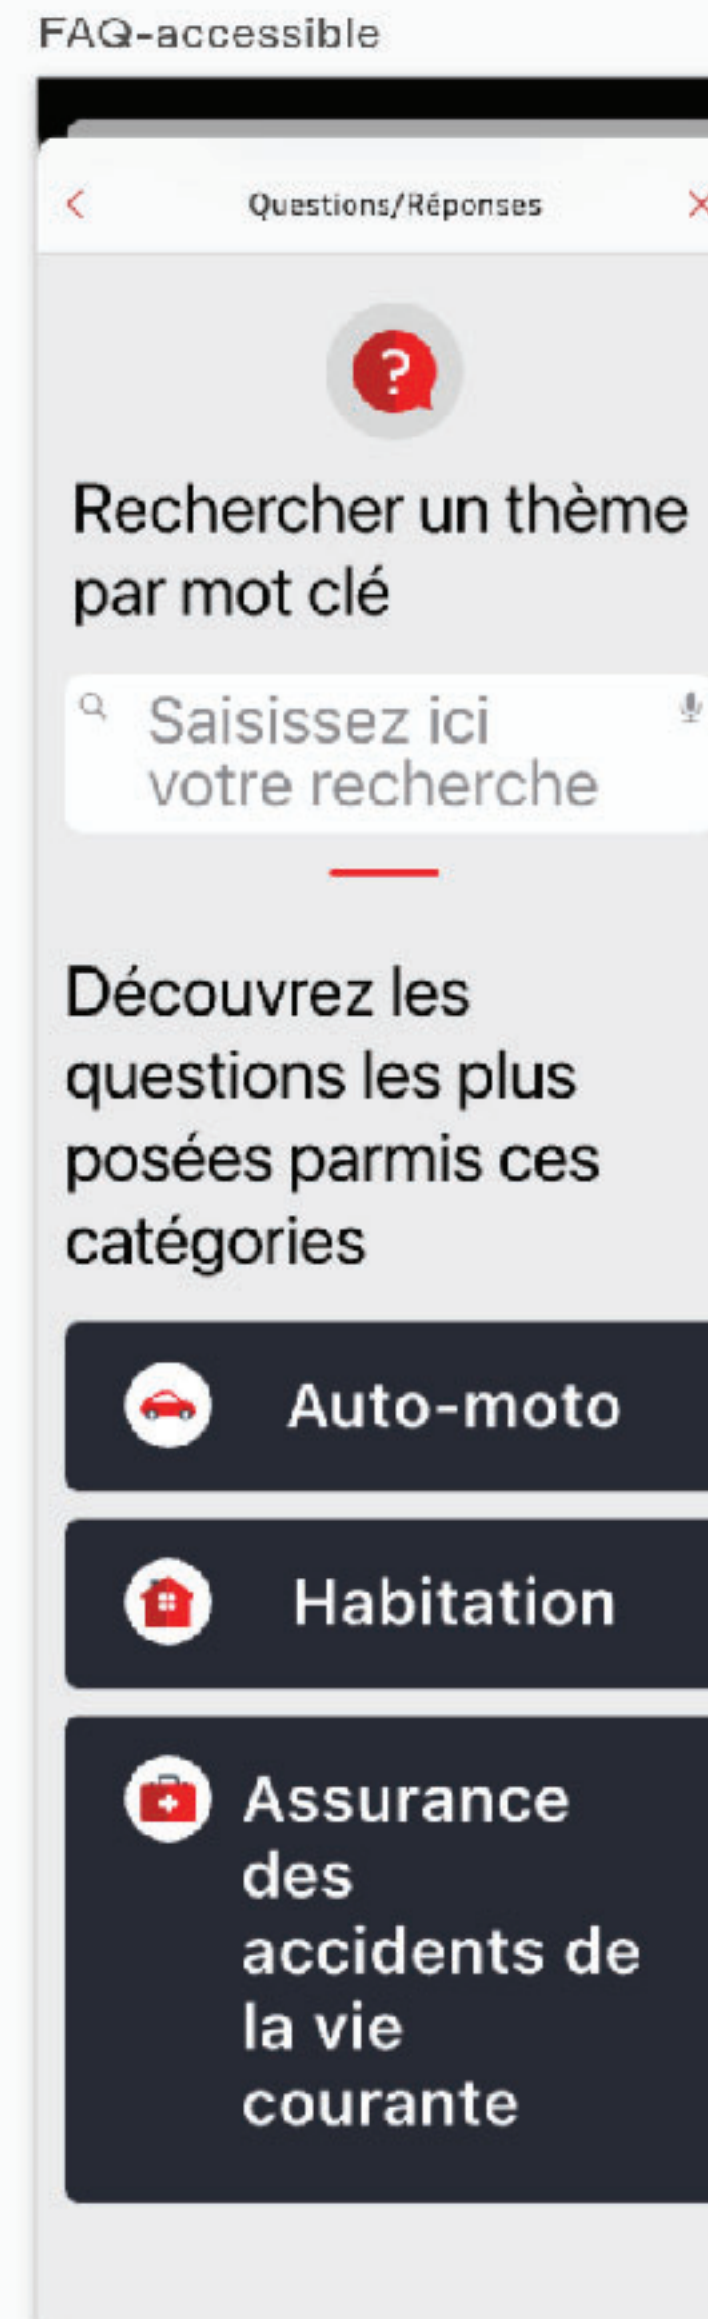 FAQ-accessible
Questions/Réponses
?
Rechercher un thème
par mot clé
Saisissez ici
votre recherche
Découvrez les
questions les plus
posées parmis ces
catégories
Auto-moto
Habitation
Assurance
des
accidents de
la vie
courante